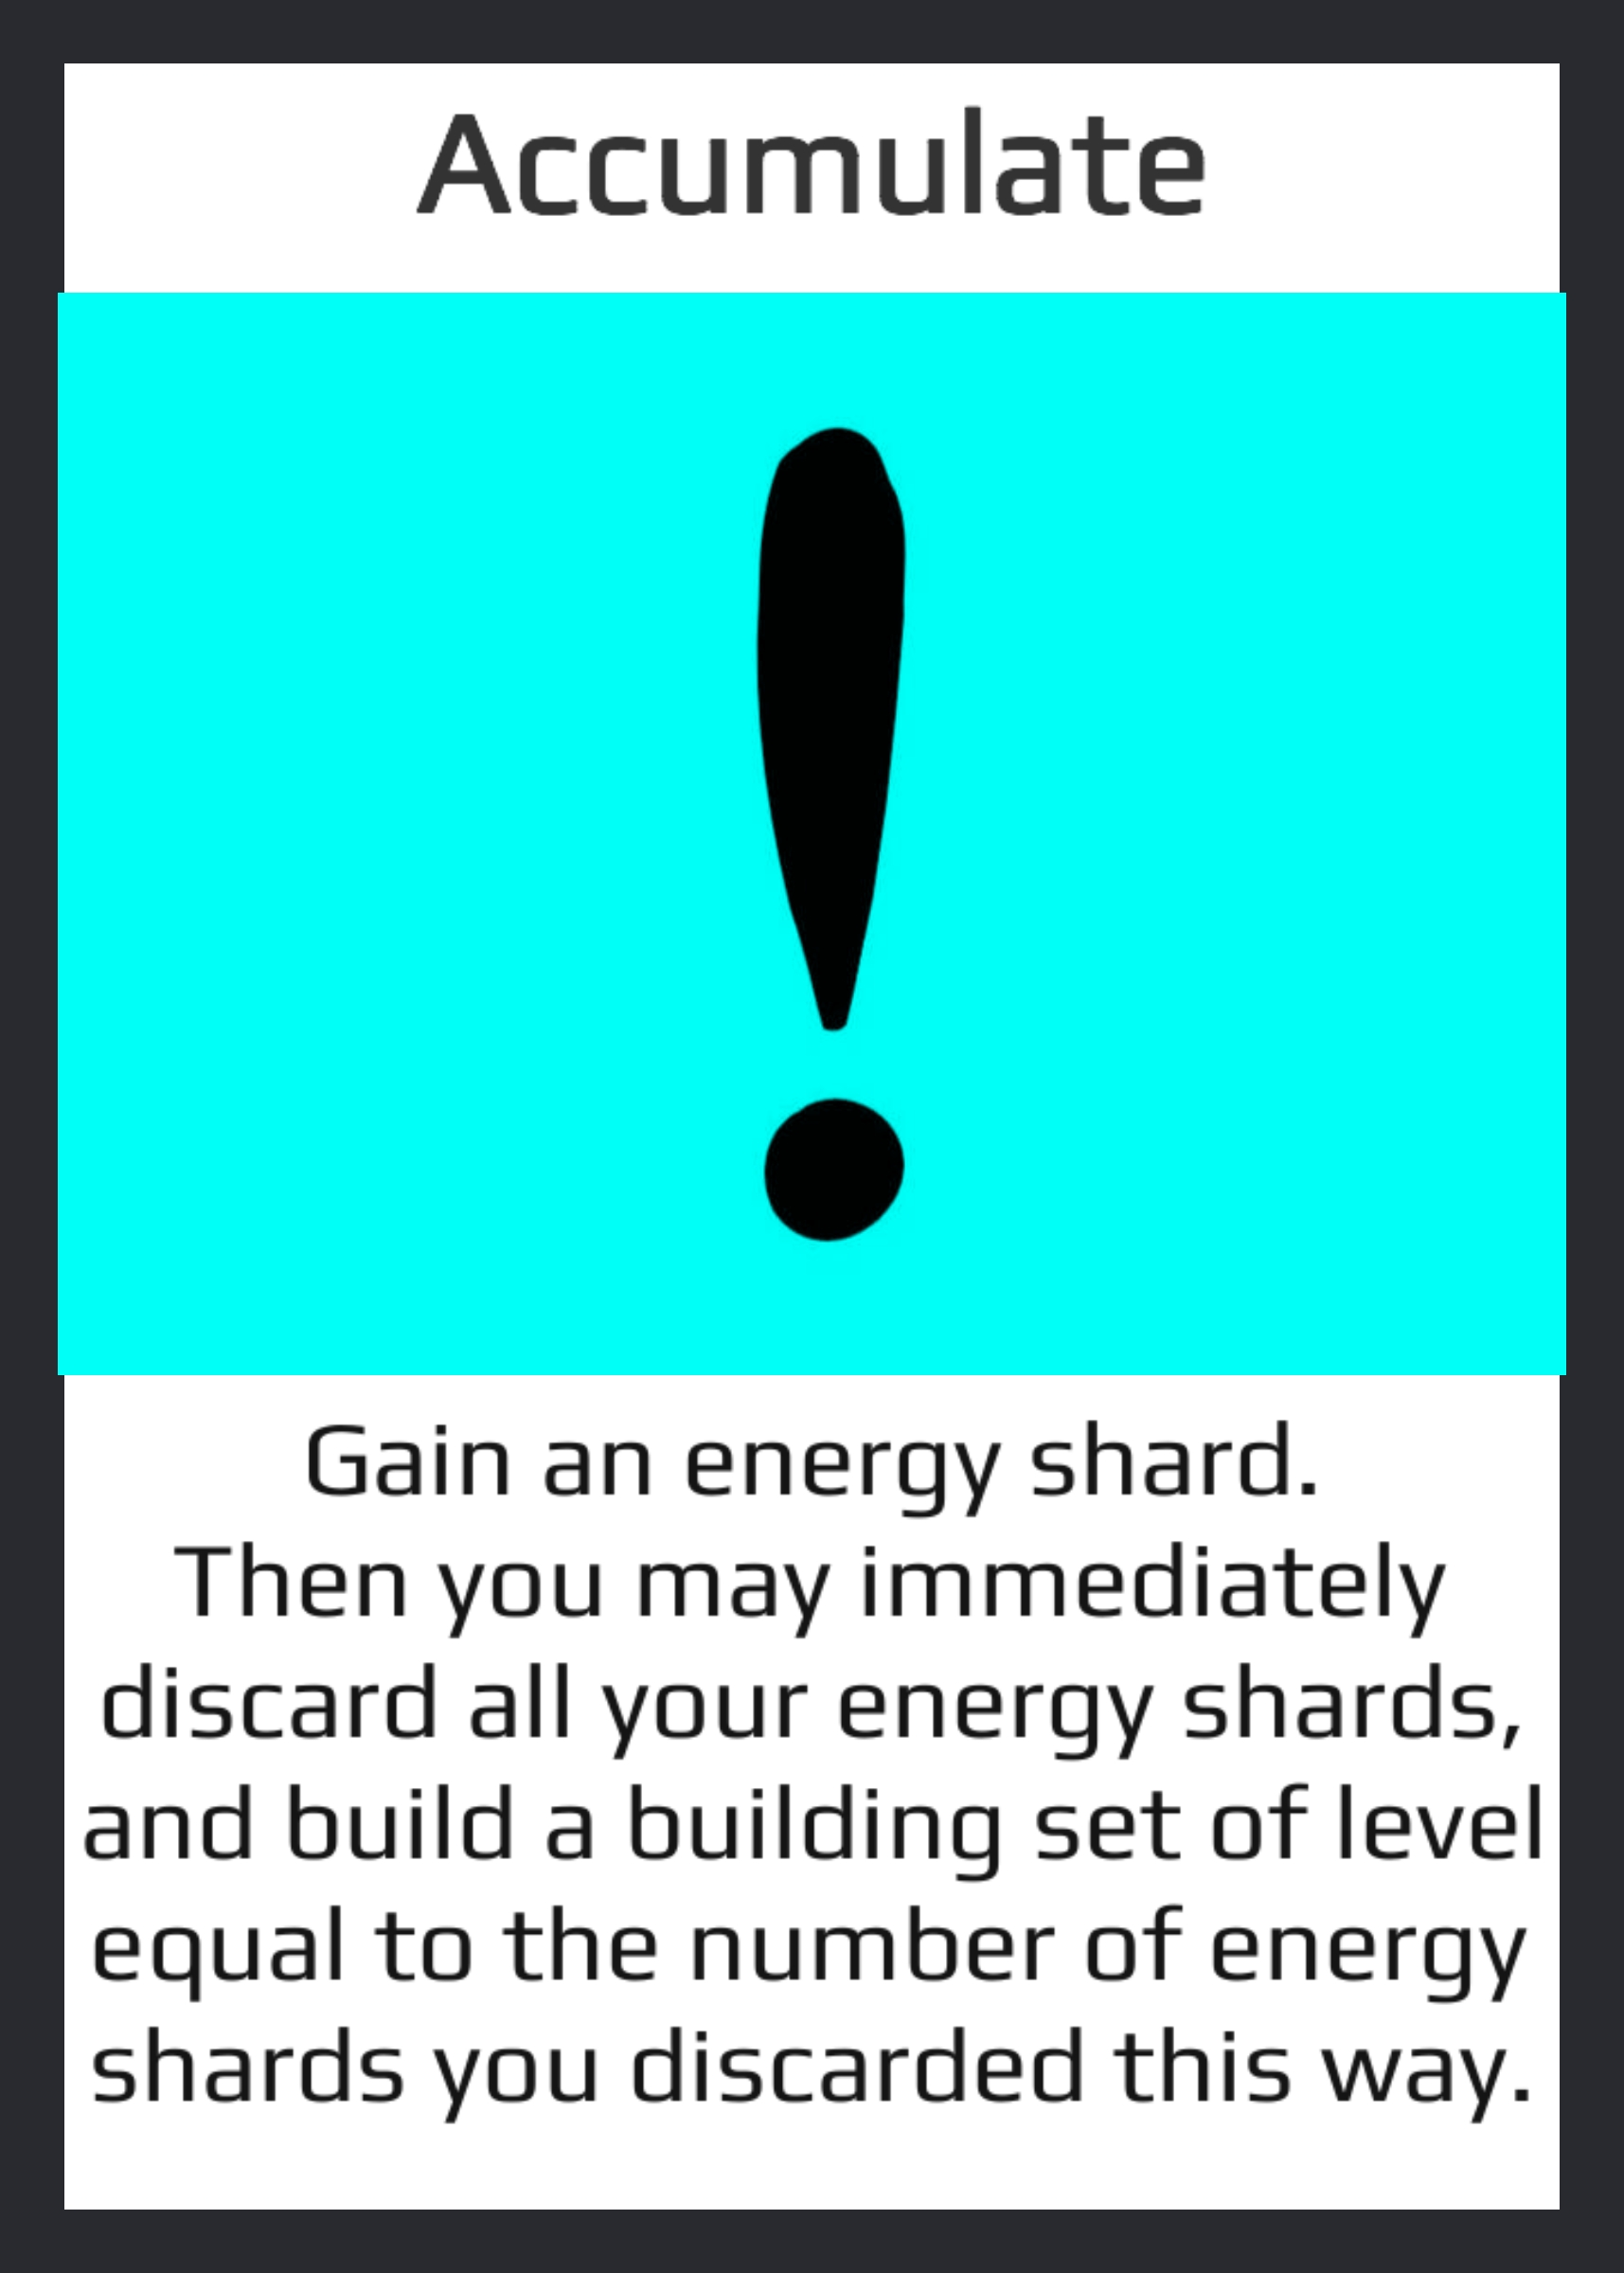 Accumulate
!
Gain an energy shard.
Then you may immediately
discard all your energy shards,
and build a building set of level
equal to the number of energy
shards you discarded this way.